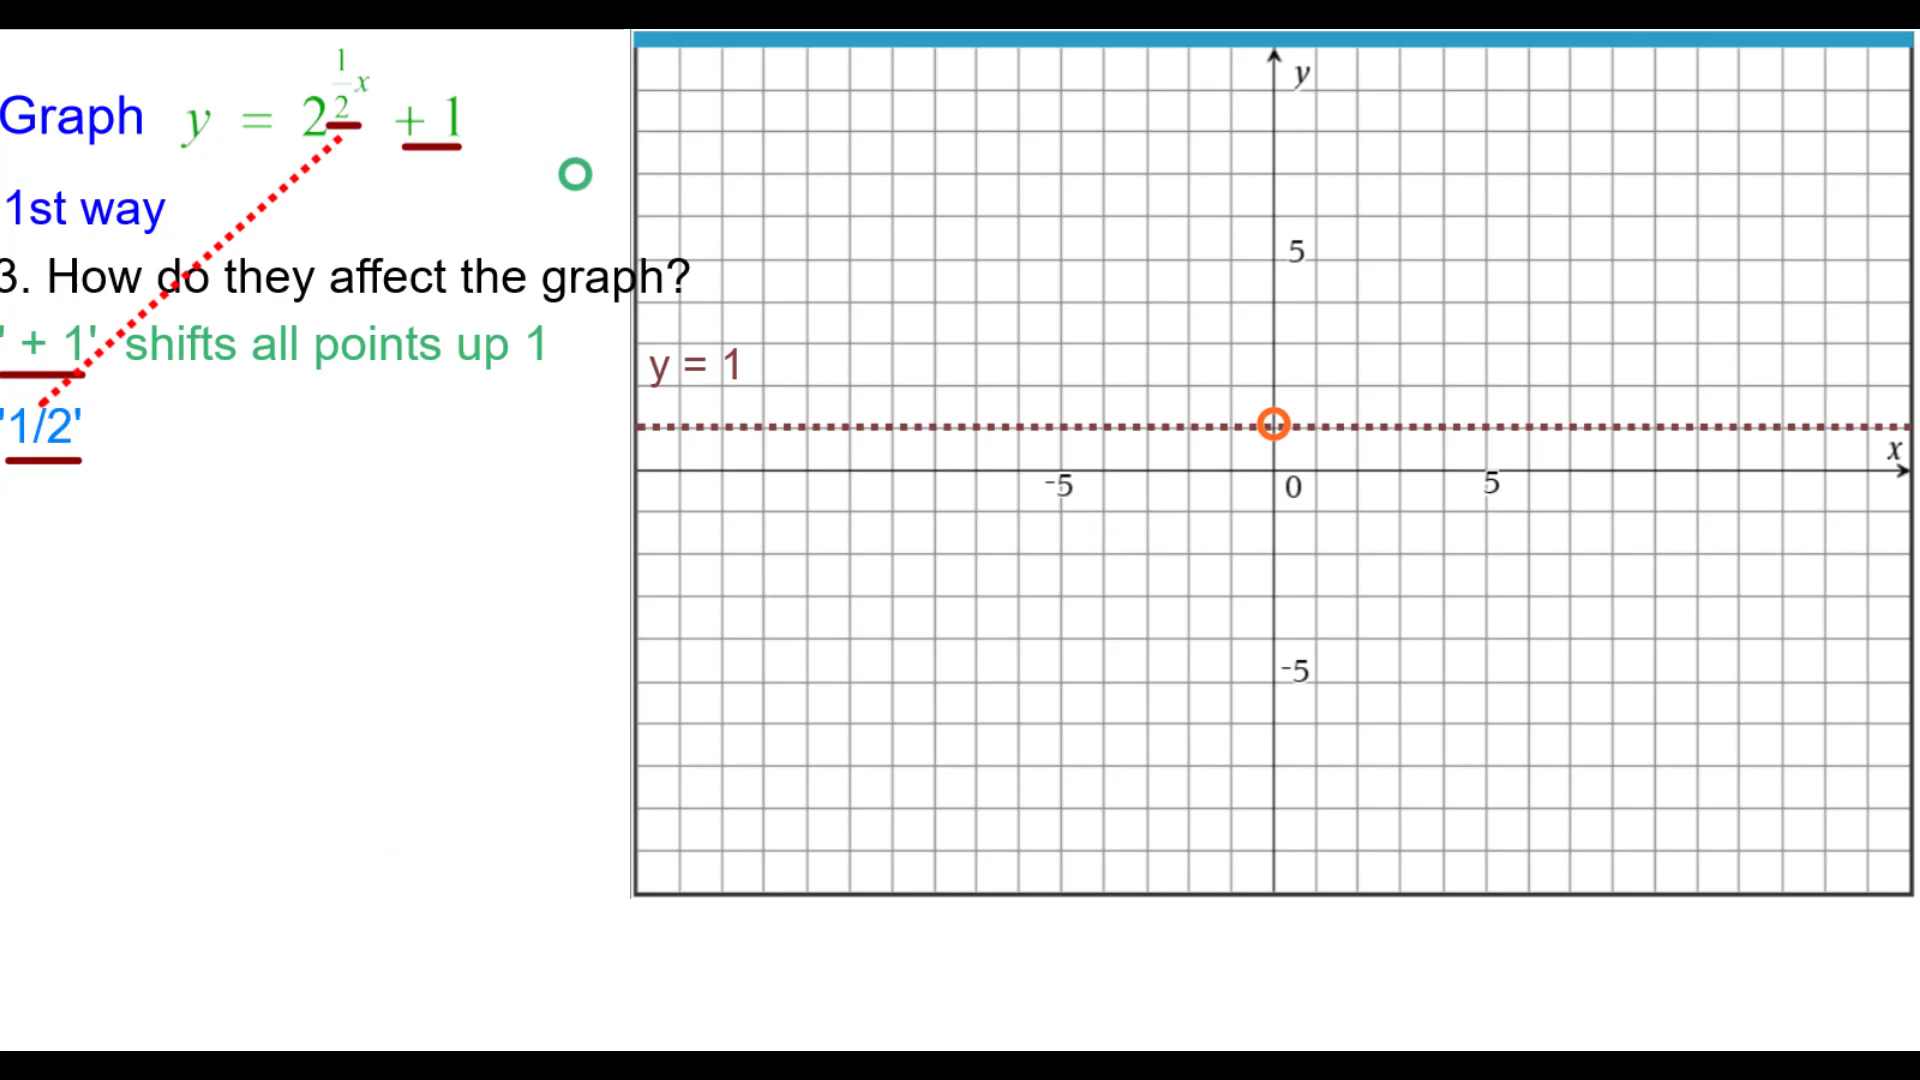 Graph y = 2^{\frac{1}{2}x} + 1
1st way
3. How do they affect the graph?
' + 1' shifts all points up 1
'1/2'
y
5
y = 1
x
-5 0 5
-5